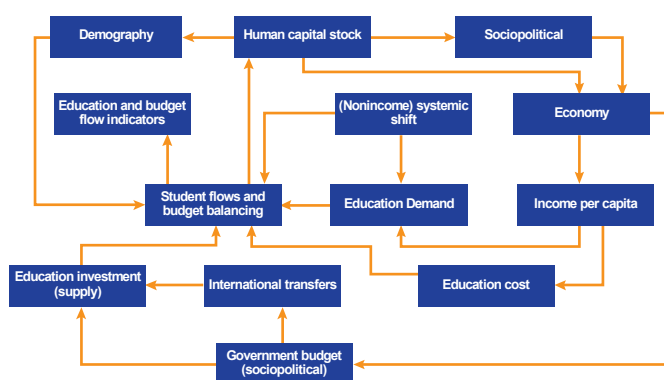 Demography
Human capital stock
Sociopolitical
Education and budget
flow indicators
(Nonincome) systemic
shift
Economy
Student flows and
budget balancing
Education Demand
Income per capita
Education investment
(supply)
International transfers
Education cost
Government budget
(sociopolitical)